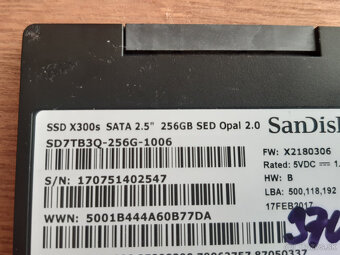 SSD X300s SATA 2.5" 256GB SED Opal 2.0 SanDisk
SD7TB3Q-256G-1006
FW: X2180306
Rated: 5VDC
S/N: 170751402547
HW: B
LBA: 500,118,192
17FEB2017
WWN: 5001B444A60B77DA
370